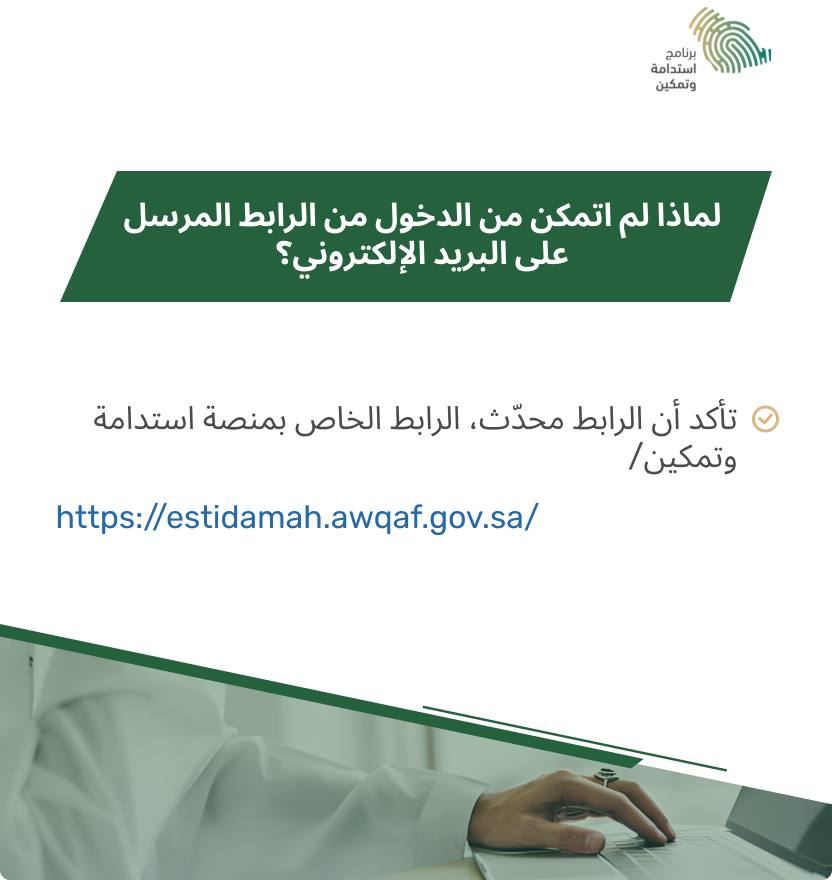 برنامج
استدامة
وتمكين
لماذا لم اتمكن من الدخول من الرابط المرسل
على البريد الإلكتروني؟
تأكد أن الرابط محدّث، الرابط الخاص بمنصة استدامة
وتمكين/
https://estidamah.awqaf.gov.sa/